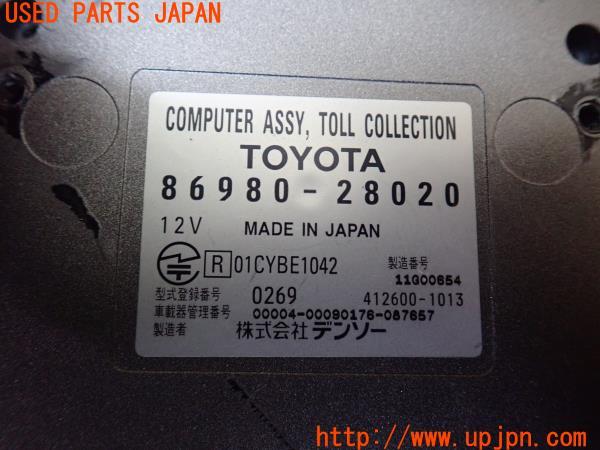 USED PARTS JAPAN
COMPUTER ASSY, TOLL COLLECTION
TOYOTA
86980-28020
12V MADE IN JAPAN
R 01CYBE1042 製造番号
11G00654
型式登録番号 0269 412600-1013
車載器管理番号 00004-00090176-087657
製造者 株式会社 デンソー
UPJ http://www.upjpn.com